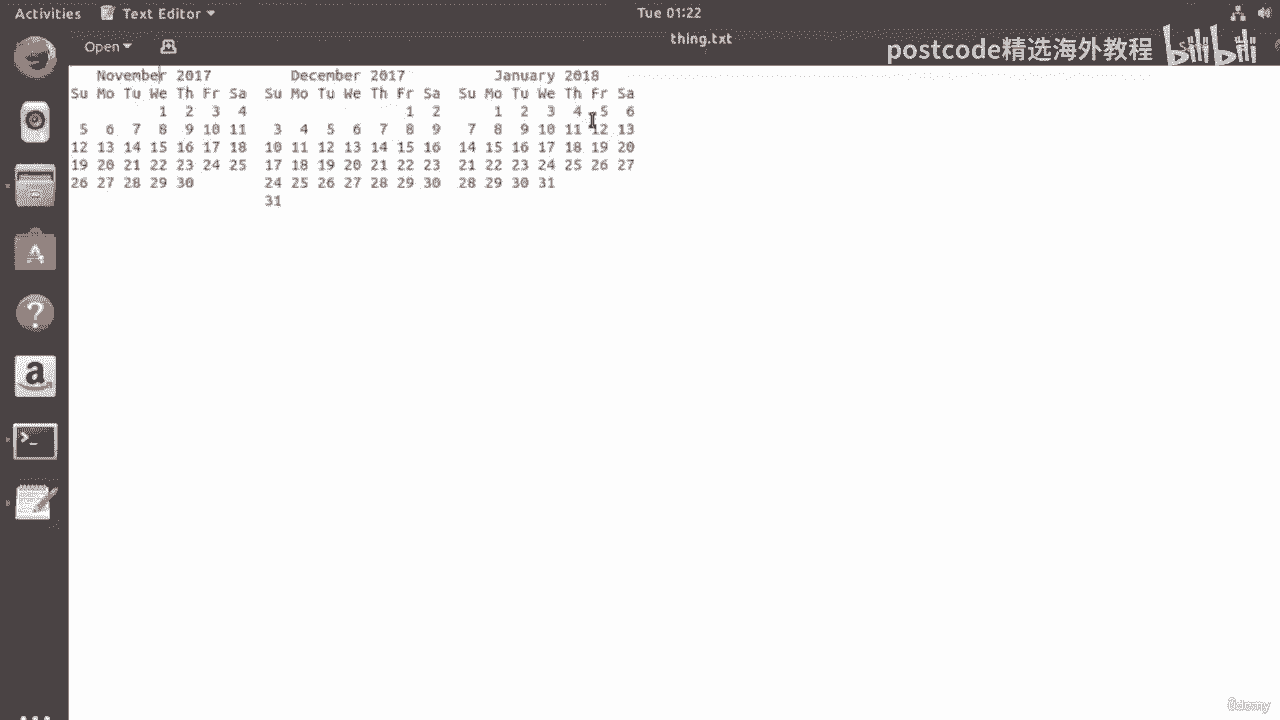 Activities Text Editor Tue 01:22
Open thing.txt
postcode精选海外教程 bilibili
   November 2017         December 2017          January 2018
Su Mo Tu We Th Fr Sa  Su Mo Tu We Th Fr Sa  Su Mo Tu We Th Fr Sa
          1  2  3  4                  1  2      1  2  3  4  5  6
 5  6  7  8  9 10 11   3  4  5  6  7  8  9   7  8  9 10 11 12 13
12 13 14 15 16 17 18  10 11 12 13 14 15 16  14 15 16 17 18 19 20
19 20 21 22 23 24 25  17 18 19 20 21 22 23  21 22 23 24 25 26 27
26 27 28 29 30        24 25 26 27 28 29 30  28 29 30 31
                      31
ûdemy